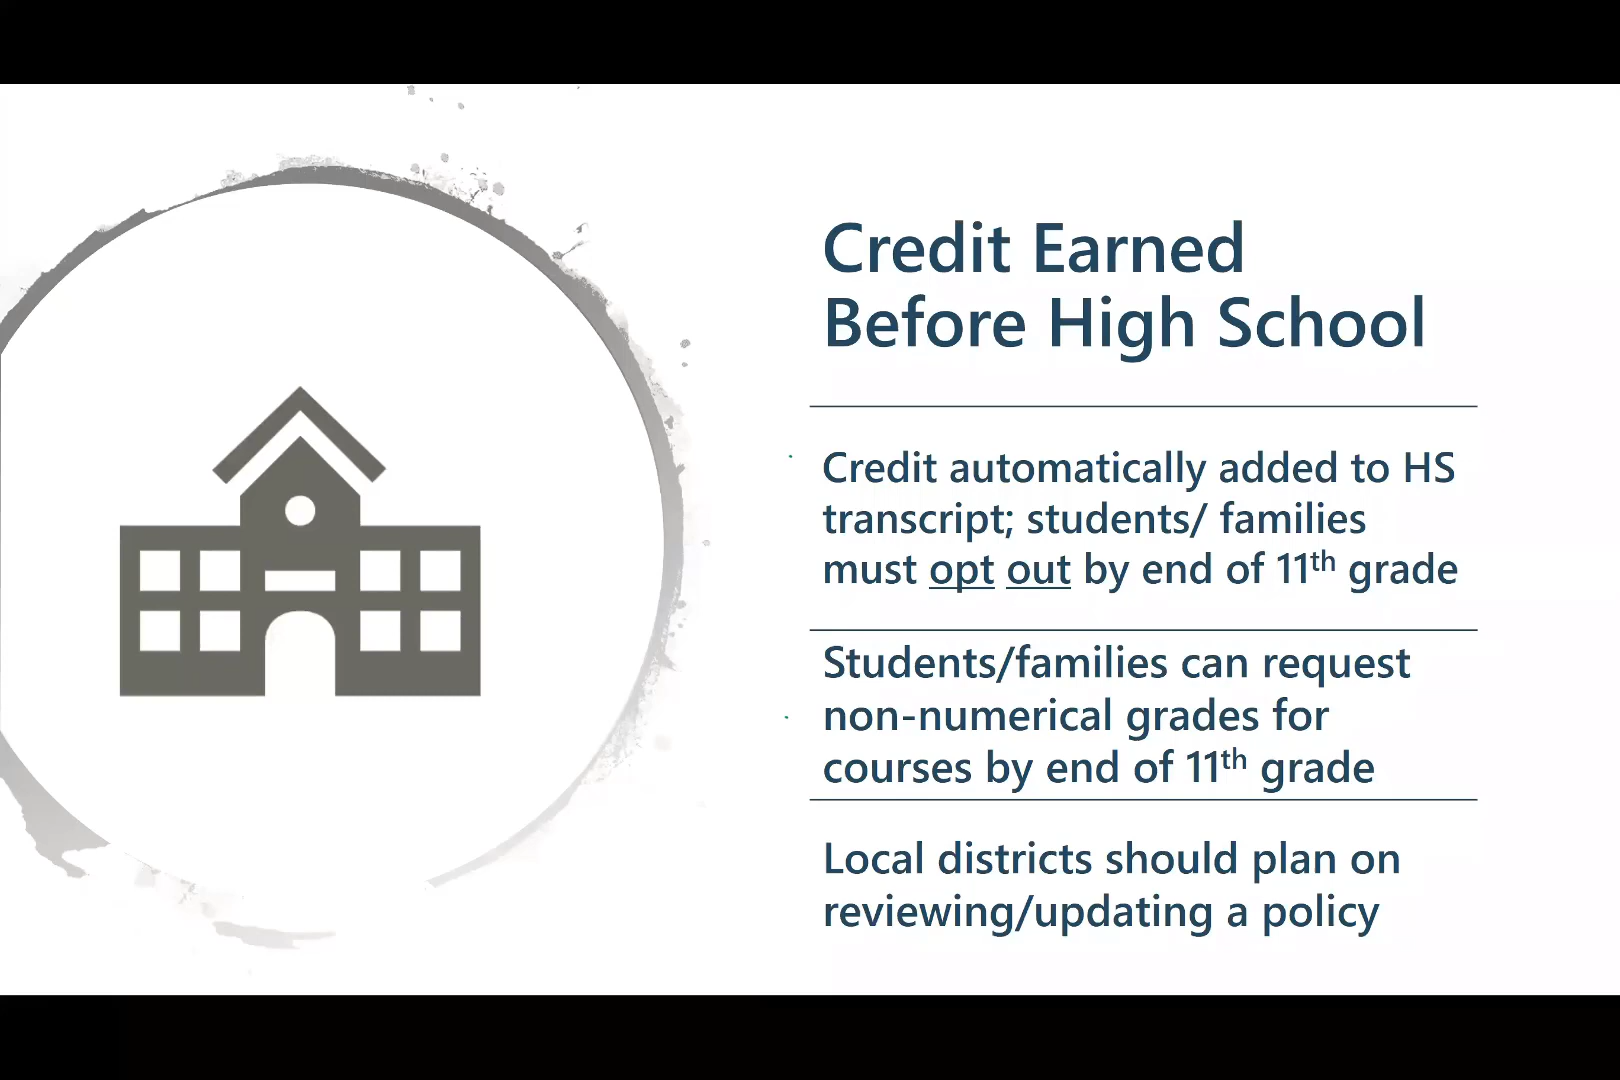 Credit Earned
Before High School
Credit automatically added to HS
transcript; students/ families
must opt out by end of 11th grade
Students/families can request
non-numerical grades for
courses by end of 11th grade
Local districts should plan on
reviewing/updating a policy